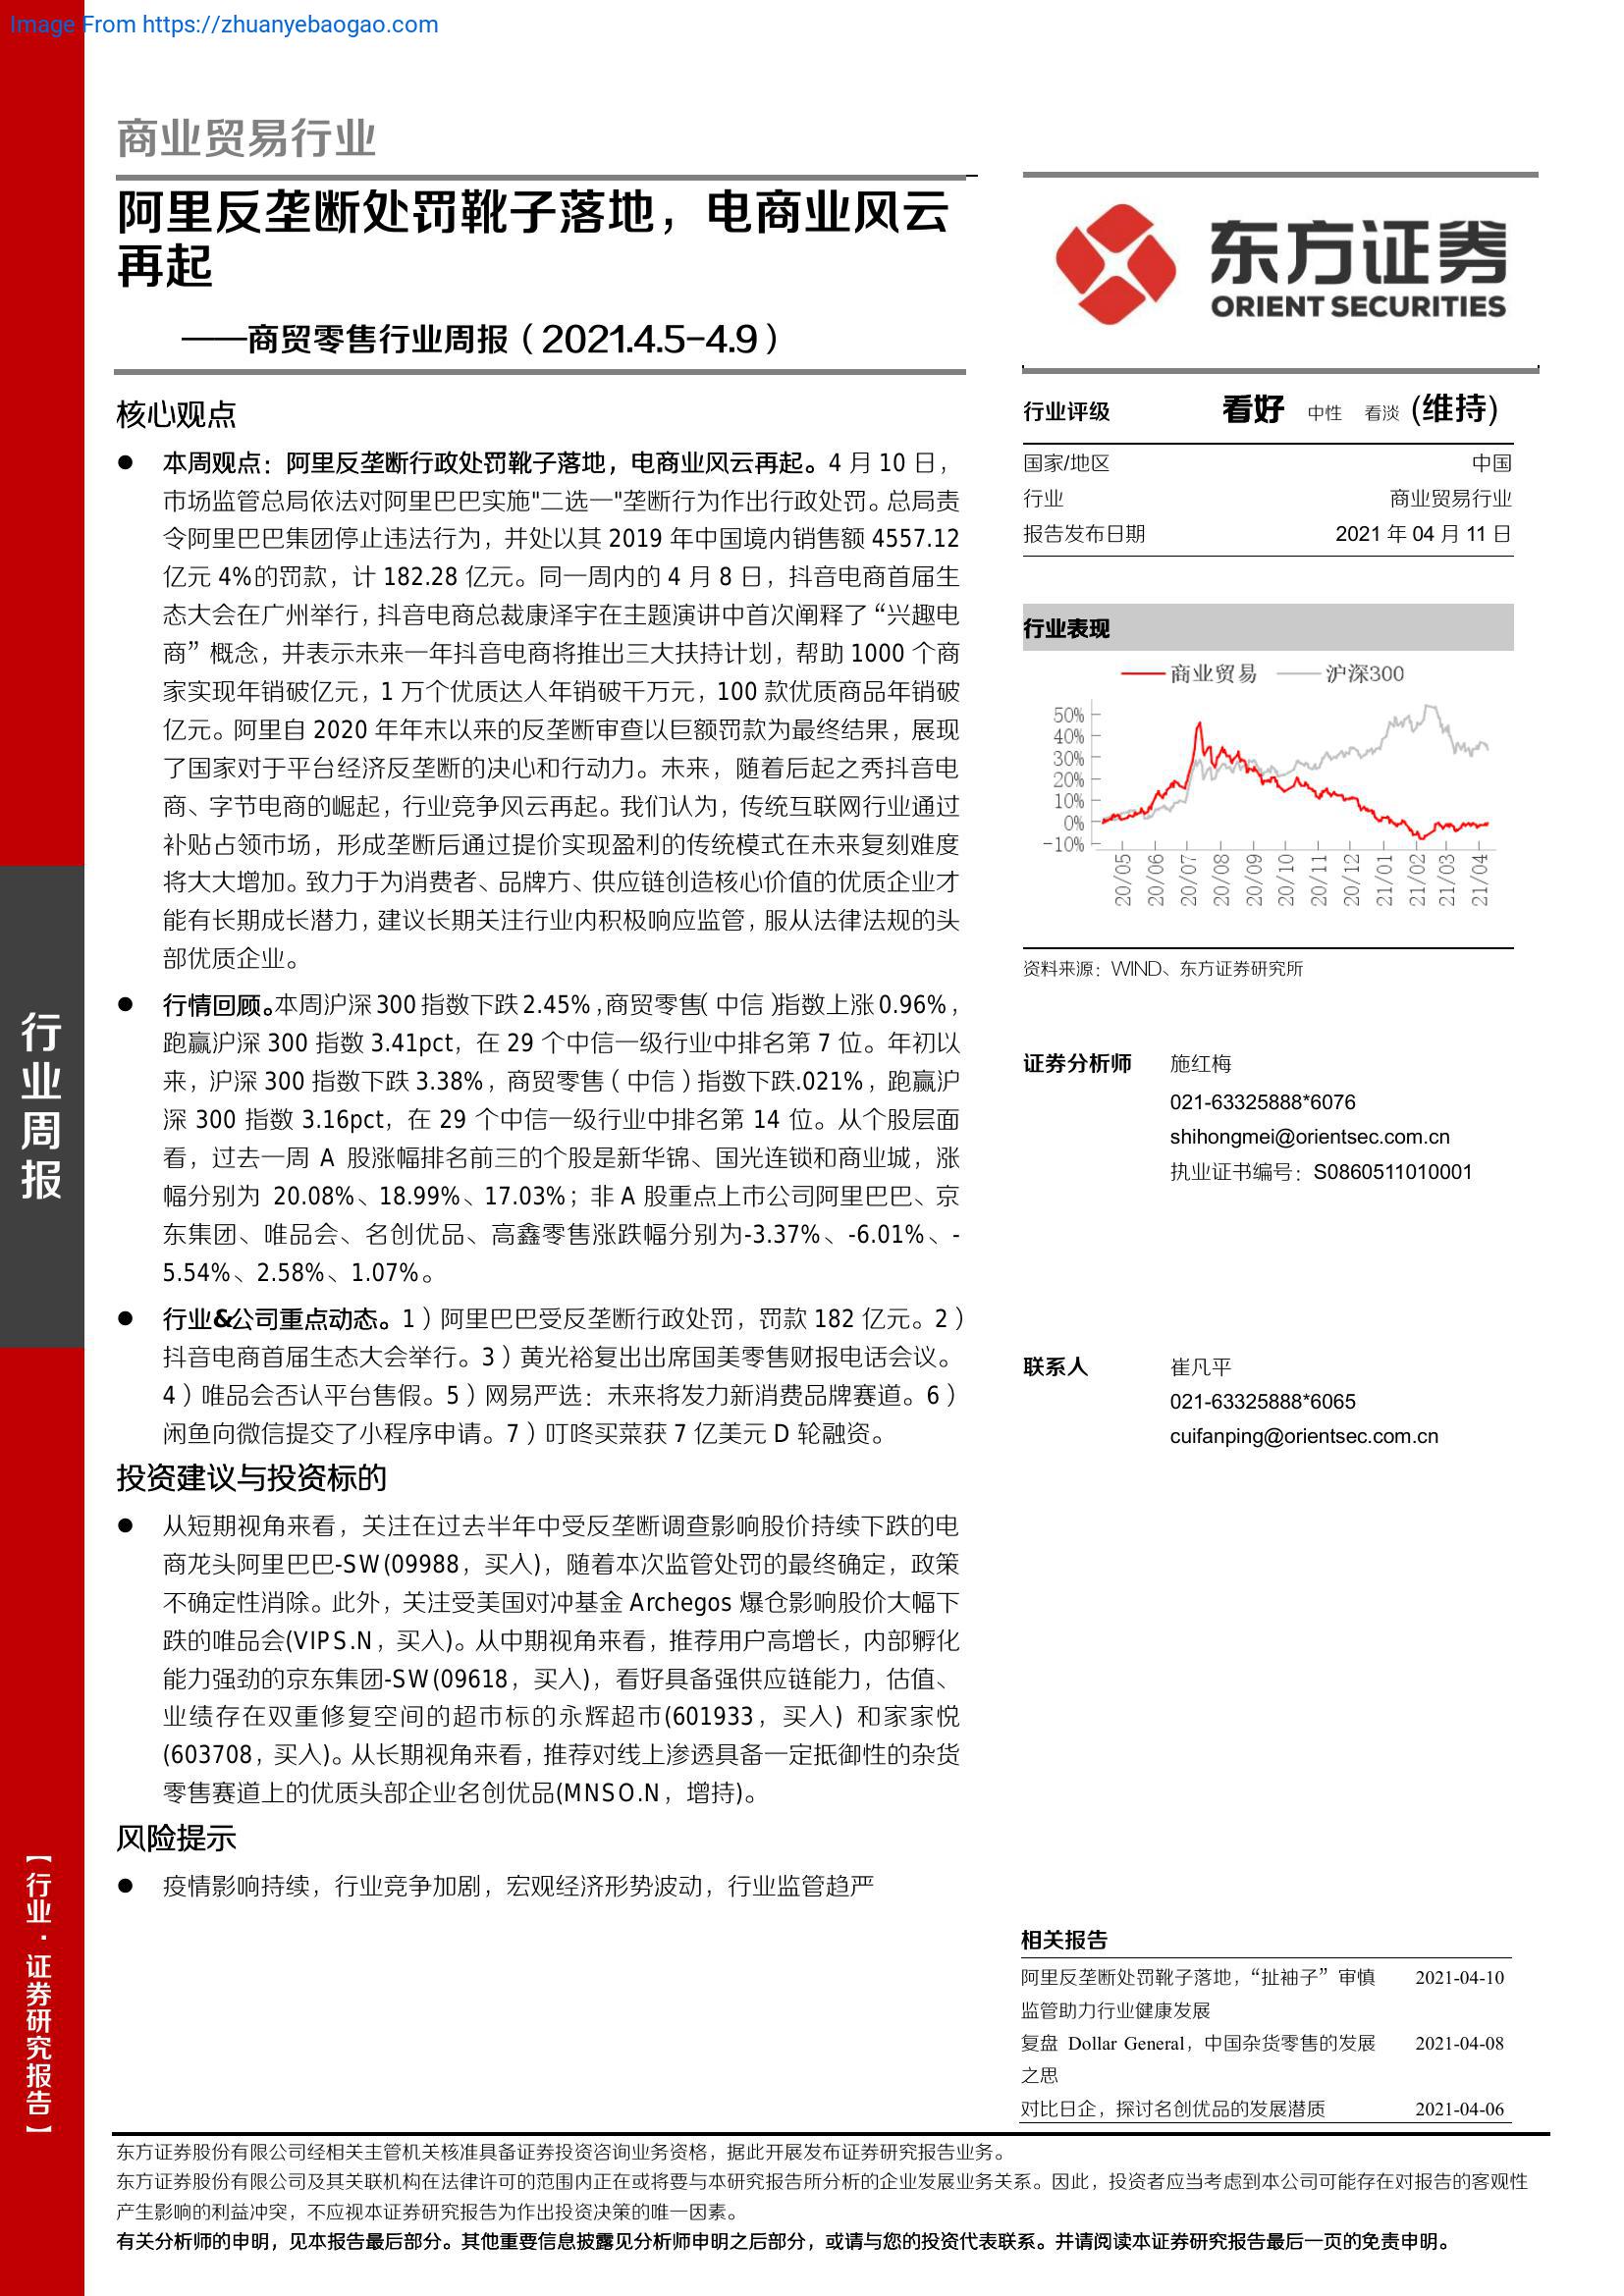 Image From https://zhuanyebaogao.com
商业贸易行业
阿里反垄断处罚靴子落地，电商业风云
再起
——商贸零售行业周报（2021.4.5-4.9）
核心观点
● 本周观点：阿里反垄断行政处罚靴子落地，电商业风云再起。4 月 10 日，
市场监管总局依法对阿里巴巴实施"二选一"垄断行为作出行政处罚。总局责
令阿里巴巴集团停止违法行为，并处以其 2019 年中国境内销售额 4557.12
亿元 4%的罚款，计 182.28 亿元。同一周内的 4 月 8 日，抖音电商首届生
态大会在广州举行，抖音电商总裁康泽宇在主题演讲中首次阐释了“兴趣电
商”概念，并表示未来一年抖音电商将推出三大扶持计划，帮助 1000 个商
家实现年销破亿元，1 万个优质达人年销破千万元，100 款优质商品年销破
亿元。阿里自 2020 年年末以来的反垄断审查以巨额罚款为最终结果，展现
了国家对于平台经济反垄断的决心和行动力。未来，随着后起之秀抖音电
商、字节电商的崛起，行业竞争风云再起。我们认为，传统互联网行业通过
补贴占领市场，形成垄断后通过提价实现盈利的传统模式在未来复刻难度
将大大增加。致力于为消费者、品牌方、供应链创造核心价值的优质企业才
能有长期成长潜力，建议长期关注行业内积极响应监管，服从法律法规的头
部优质企业。
● 行情回顾。本周沪深 300 指数下跌 2.45%，商贸零售（中信）指数上涨 0.96%，
跑赢沪深 300 指数 3.41pct，在 29 个中信一级行业中排名第 7 位。年初以
来，沪深 300 指数下跌 3.38%，商贸零售（中信）指数下跌.021%，跑赢沪
深 300 指数 3.16pct，在 29 个中信一级行业中排名第 14 位。从个股层面
看，过去一周 A 股涨幅排名前三的个股是新华锦、国光连锁和商业城，涨
幅分别为 20.08%、18.99%、17.03%；非 A 股重点上市公司阿里巴巴、京
东集团、唯品会、名创优品、高鑫零售涨跌幅分别为-3.37%、-6.01%、-
5.54%、2.58%、1.07%。
● 行业&公司重点动态。1）阿里巴巴受反垄断行政处罚，罚款 182 亿元。2）
抖音电商首届生态大会举行。3）黄光裕复出出席国美零售财报电话会议。
4）唯品会否认平台售假。5）网易严选：未来将发力新消费品牌赛道。6）
闲鱼向微信提交了小程序申请。7）叮咚买菜获 7 亿美元 D 轮融资。
投资建议与投资标的
● 从短期视角来看，关注在过去半年中受反垄断调查影响股价持续下跌的电
商龙头阿里巴巴-SW(09988，买入)，随着本次监管处罚的最终确定，政策
不确定性消除。此外，关注受美国对冲基金 Archegos 爆仓影响股价大幅下
跌的唯品会(VIPS.N，买入)。从中期视角来看，推荐用户高增长，内部孵化
能力强劲的京东集团-SW(09618，买入)，看好具备强供应链能力，估值、
业绩存在双重修复空间的超市标的永辉超市(601933，买入) 和家家悦
(603708，买入)。从长期视角来看，推荐对线上渗透具备一定抵御性的杂货
零售赛道上的优质头部企业名创优品(MNSO.N，增持)。
风险提示
● 疫情影响持续，行业竞争加剧，宏观经济形势波动，行业监管趋严
东方证券
ORIENT SECURITIES
行业评级 看好 中性 看淡 (维持)
国家/地区 中国
行业 商业贸易行业
报告发布日期 2021 年 04 月 11 日
行业表现
商业贸易 沪深300
50%
40%
30%
20%
10%
0%
-10%
20/05 20/06 20/07 20/08 20/09 20/10 20/11 20/12 21/01 21/02 21/03 21/04
资料来源：WIND、东方证券研究所
证券分析师 施红梅
021-63325888*6076
shihongmei@orientsec.com.cn
执业证书编号：S0860511010001
联系人 崔凡平
021-63325888*6065
cuifanping@orientsec.com.cn
相关报告
阿里反垄断处罚靴子落地，“扯袖子”审慎 2021-04-10
监管助力行业健康发展
复盘 Dollar General，中国杂货零售的发展 2021-04-08
之思
对比日企，探讨名创优品的发展潜质 2021-04-06
行业周报
【行业·证券研究报告】
东方证券股份有限公司经相关主管机关核准具备证券投资咨询业务资格，据此开展发布证券研究报告业务。
东方证券股份有限公司及其关联机构在法律许可的范围内正在或将要与本研究报告所分析的企业发展业务关系。因此，投资者应当考虑到本公司可能存在对报告的客观性
产生影响的利益冲突，不应视本证券研究报告为作出投资决策的唯一因素。
有关分析师的申明，见本报告最后部分。其他重要信息披露见分析师申明之后部分，或请与您的投资代表联系。并请阅读本证券研究报告最后一页的免责申明。